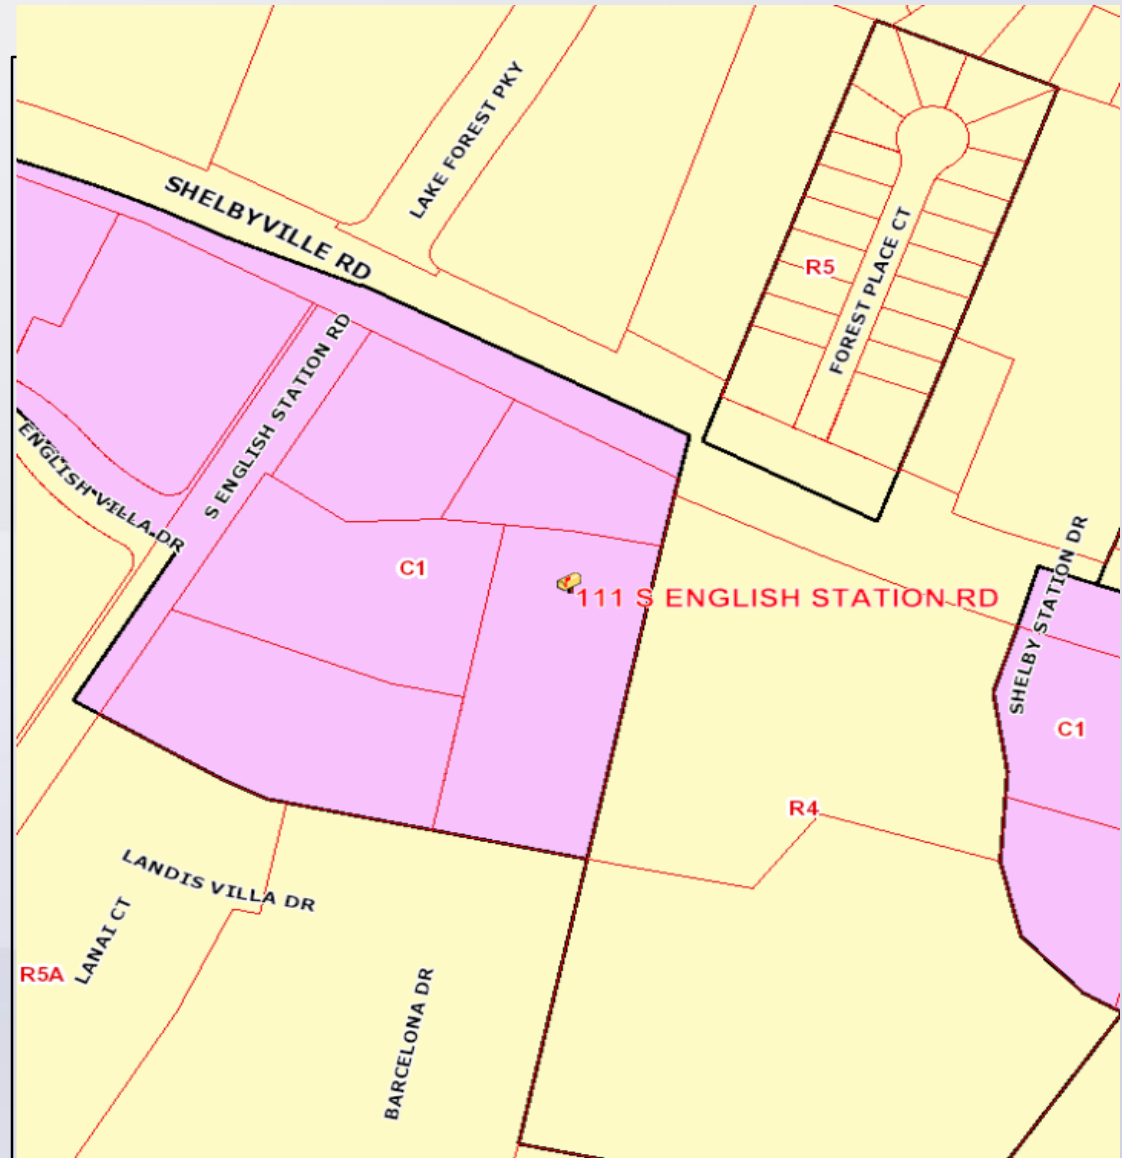 LAKE FOREST PKY
SHELBYVILLE RD
R5
FOREST PLACE CT
S ENGLISH STATION RD
ENGLISH VILLA DR
C1
111 S ENGLISH STATION RD
SHELBY STATION DR
C1
R4
LANDIS VILLA DR
LANAI CT
R5A
BARCELONA DR